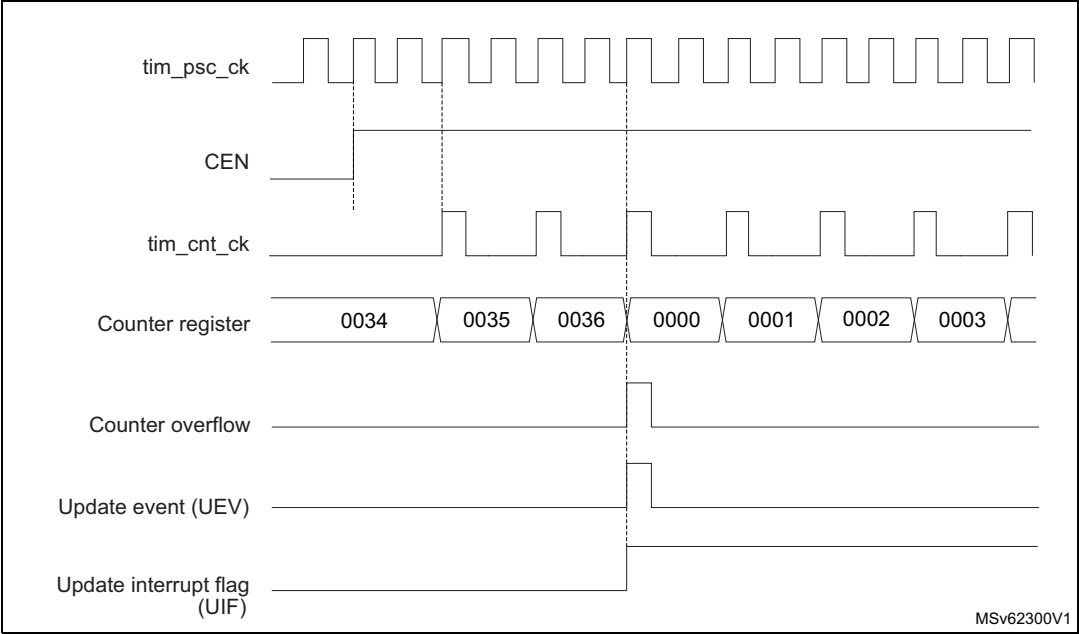 tim_psc_ck
CEN
tim_cnt_ck
Counter register 0034 0035 0036 0000 0001 0002 0003
Counter overflow
Update event (UEV)
Update interrupt flag
(UIF)
MSv62300V1